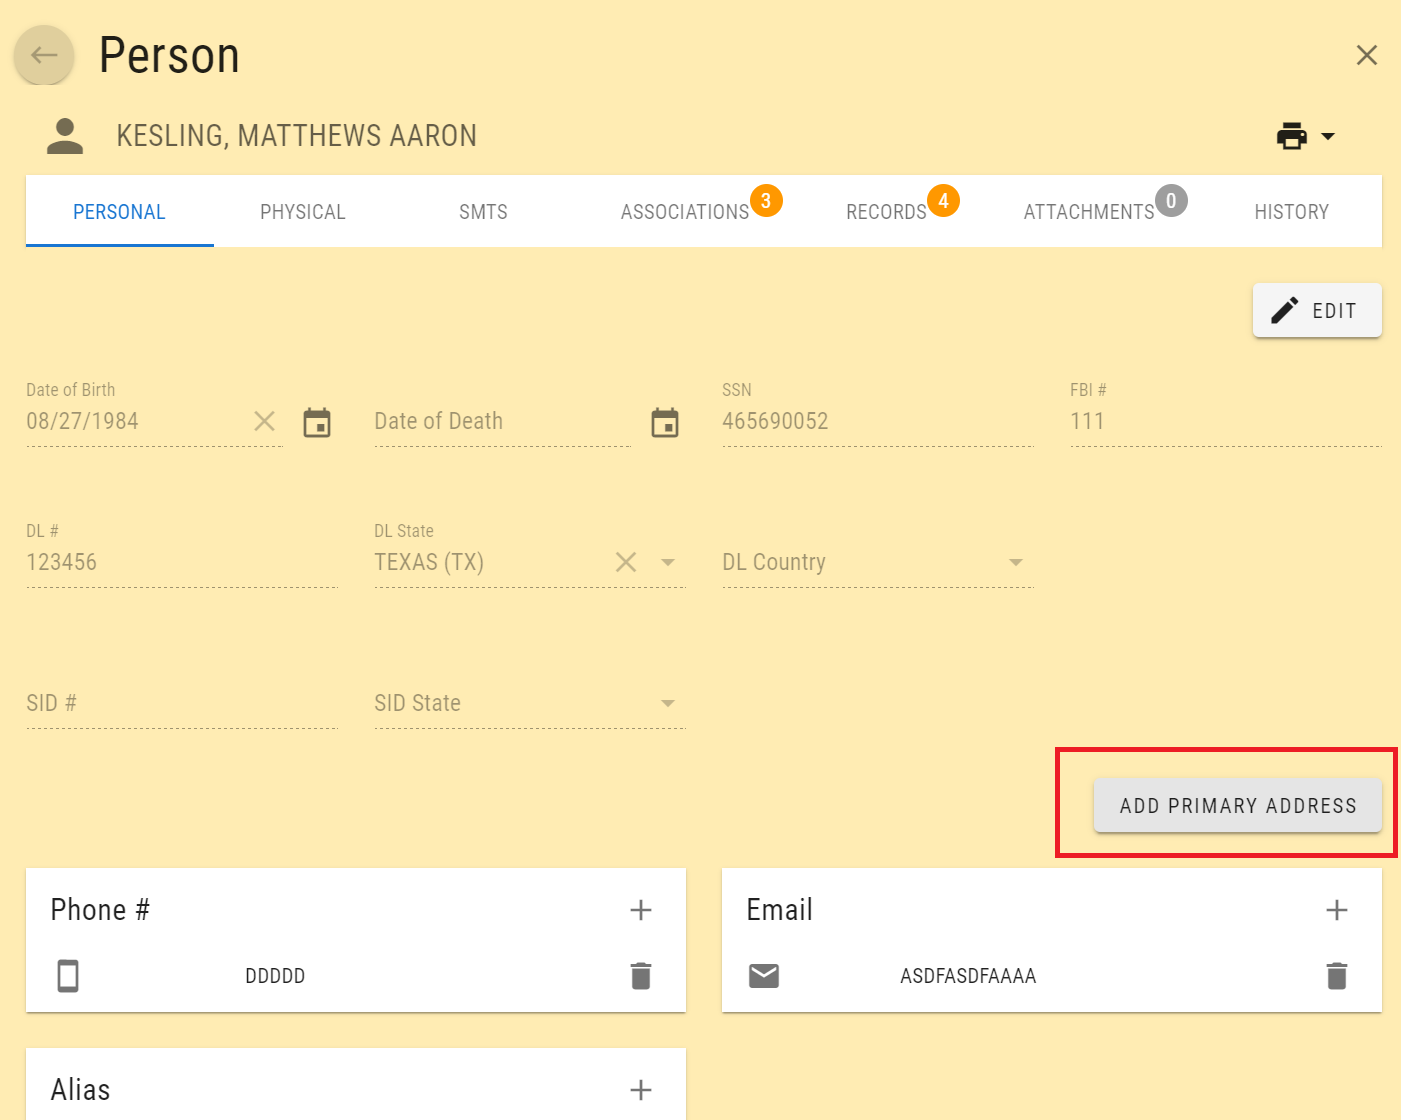 Person
KESLING, MATTHEWS AARON
PERSONAL PHYSICAL SMTS ASSOCIATIONS 3 RECORDS 4 ATTACHMENTS 0 HISTORY
EDIT
Date of Birth SSN FBI #
08/27/1984 Date of Death 465690052 111
DL # DL State
123456 TEXAS (TX) DL Country
SID # SID State
ADD PRIMARY ADDRESS
Phone # Email
DDDDD ASDFASDFAAAA
Alias